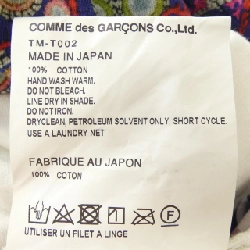 COMME des GARÇONS Co.,Ltd.
TM-T002
MADE IN JAPAN
100% COTTON
HAND WASH WARM.
DO NOT BLEACH.
LINE DRY IN SHADE.
DO NOT IRON.
DRYCLEAN, PETROLEUM SOLVENT ONLY. SHORT CYCLE.
USE A LAUNDRY NET
FABRIQUE AU JAPON
100% COTON
UTILISER UN FILET A LINGE